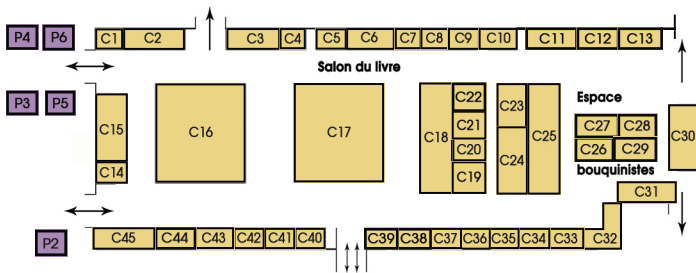 P4 P6 C1 C2 C3 C4 C5 C6 C7 C8 C9 C10 C11 C12 C13
Salon du livre
P3 P5 C15 C16 C17 C18 C22 C23 C25 Espace
C21 C27 C28 C30
C20 C24 C26 C29
C14 C19 bouquinistes
C31
P2 C45 C44 C43 C42 C41 C40 C39 C38 C37 C36 C35 C34 C33 C32